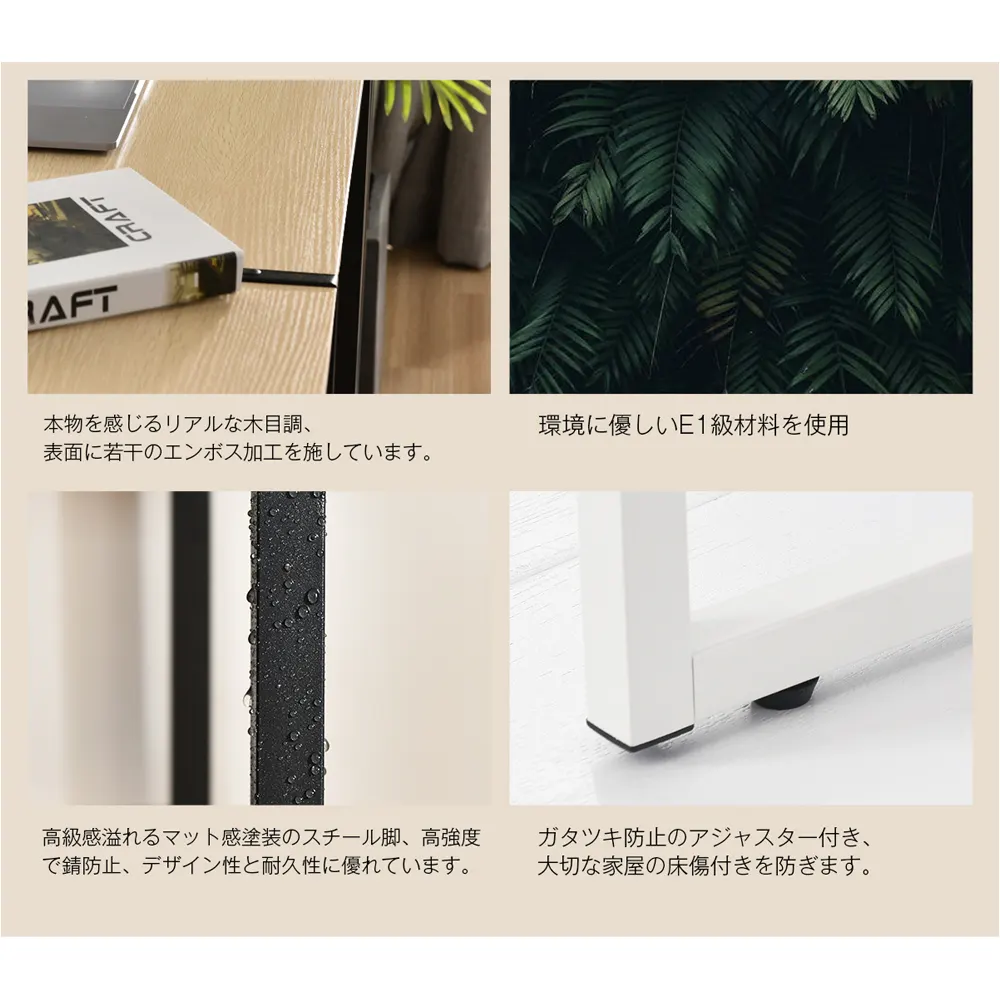 CRAFT
RAFT
本物を感じるリアルな木目調、
表面に若干のエンボス加工を施しています。
環境に優しいE1級材料を使用
高級感溢れるマット感塗装のスチール脚、高強度
で錆防止、デザイン性と耐久性に優れています。
ガタツキ防止のアジャスター付き、
大切な家屋の床傷付きを防ぎます。